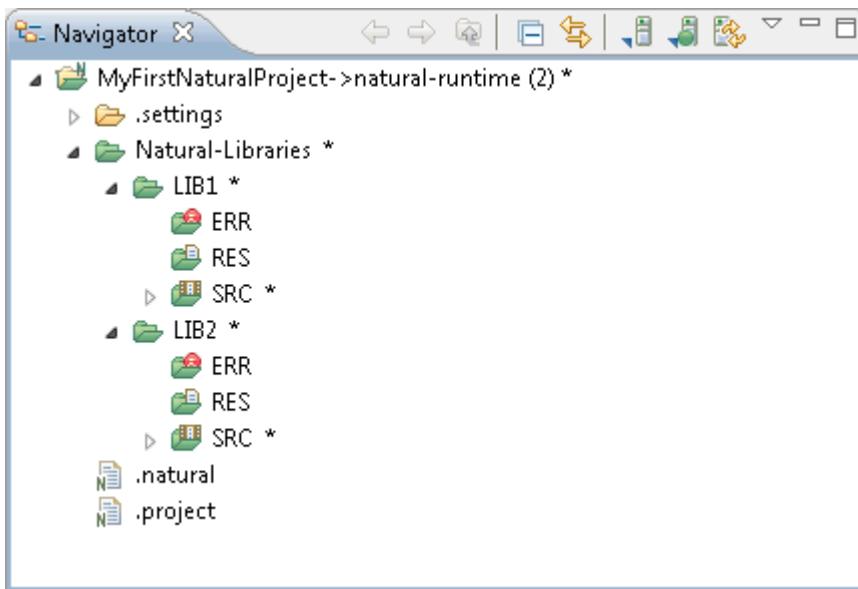 Navigator
MyFirstNaturalProject->natural-runtime (2) *
.settings
Natural-Libraries *
LIB1 *
ERR
RES
SRC *
LIB2 *
ERR
RES
SRC *
.natural
.project